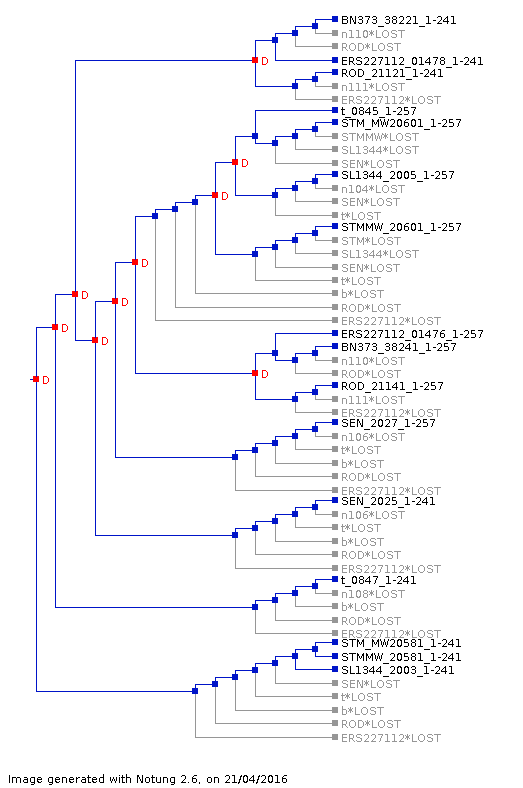 BN373_38221_1-241
n110*LOST
ROD*LOST
D
ERS227112_01478_1-241
ROD_21121_1-241
n111*LOST
ERS227112*LOST
t_0845_1-257
STM_MW20601_1-257
STMMW*LOST
SL1344*LOST
D
SEN*LOST
SL1344_2005_1-257
n104*LOST
D
SEN*LOST
t*LOST
STMMW_20601_1-257
STM*LOST
SL1344*LOST
D
SEN*LOST
t*LOST
D
b*LOST
D
ROD*LOST
ERS227112*LOST
D
ERS227112_01476_1-257
D
BN373_38241_1-257
n110*LOST
D
ROD*LOST
D
ROD_21141_1-257
n111*LOST
ERS227112*LOST
SEN_2027_1-257
n106*LOST
t*LOST
b*LOST
ROD*LOST
ERS227112*LOST
SEN_2025_1-241
n106*LOST
t*LOST
b*LOST
ROD*LOST
ERS227112*LOST
t_0847_1-241
n108*LOST
b*LOST
ROD*LOST
ERS227112*LOST
STM_MW20581_1-241
STMMW_20581_1-241
SL1344_2003_1-241
SEN*LOST
t*LOST
b*LOST
ROD*LOST
ERS227112*LOST
Image generated with Notung 2.6, on 21/04/2016